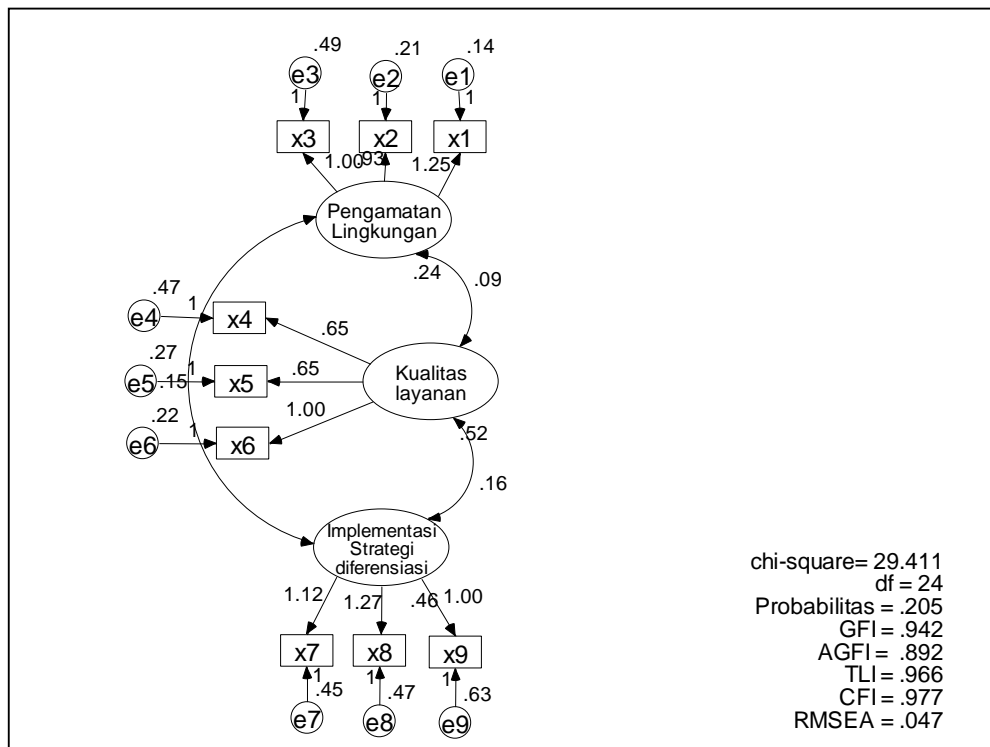 .49
.21
.14
e3
e2
e1
1
1
1
x3
x2
x1
1.00
.93
1.25
Pengamatan
Lingkungan
.24
.09
.47
e4
1
x4
.65
.27
e5
.15
1
x5
.65
Kualitas
layanan
.22
e6
1
x6
1.00
.52
.16
Implementasi
Strategi
diferensiasi
1.12
1.27
.46
1.00
x7
x8
x9
1
1
1
.45
.47
.63
e7
e8
e9
chi-square= 29.411
df = 24
Probabilitas = .205
GFI = .942
AGFI = .892
TLI = .966
CFI = .977
RMSEA = .047